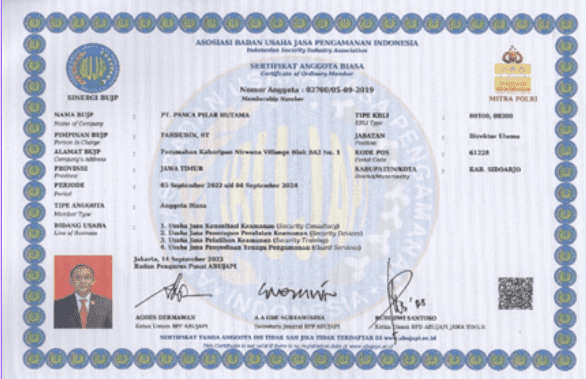 ASOSIASI BADAN USAHA JASA PENGAMANAN INDONESIA
Indonesian Security Industry Association
SERTIFIKAT ANGGOTA BIASA
Certificate of Ordinary Member
Nomor Anggota : 02700/05-09-2019
Membership Number
SINERGI BUJP
MITRA POLRI
NAMA BUJP : PT. PANCA PILAR HUTAMA
Name of Company
TIPE KBLI : 80100, 80300
KBLI Type
PIMPINAN BUJP : FAHRUDIN, ST
Person in Charge
JABATAN : Direktur Utama
Position
ALAMAT BUJP : Perumahan Kahuripan Nirwana Village Blok No. 1
Company's Address
KODE POS : 61228
Postal Code
PROVINSI : JAWA TIMUR
Province
KABUPATEN/KOTA : KAB. SIDOARJO
PERIODE : 05 September 2022 s/d 04 September 2024
Period
TIPE ANGGOTA : Anggota Biasa
Member Type
BIDANG USAHA : 1. Usaha Jasa Konsultasi Keamanan (Security Consultancy)
Line of Business
2. Usaha Jasa Penerapan Peralatan Keamanan (Security Devices)
3. Usaha Jasa Pelatihan Keamanan (Security Training)
4. Usaha Jasa Penyediaan Tenaga Pengamanan (Guard Services)
Jakarta, 14 September 2023
Badan Pengurus Pusat ABUJAPI
AGOES DERMAWAN
Ketua Umum BPP ABUJAPI
A A GDE
Sekretaris Jenderal BPP ABUJAPI
SANTOSO
Ketua Umum BPD ABUJAPI JAWA TIMUR
SERTIFIKAT TANDA ANGGOTA INI TIDAK SAH JIKA TIDAK TERDAFTAR DI www.abujapi.or.id